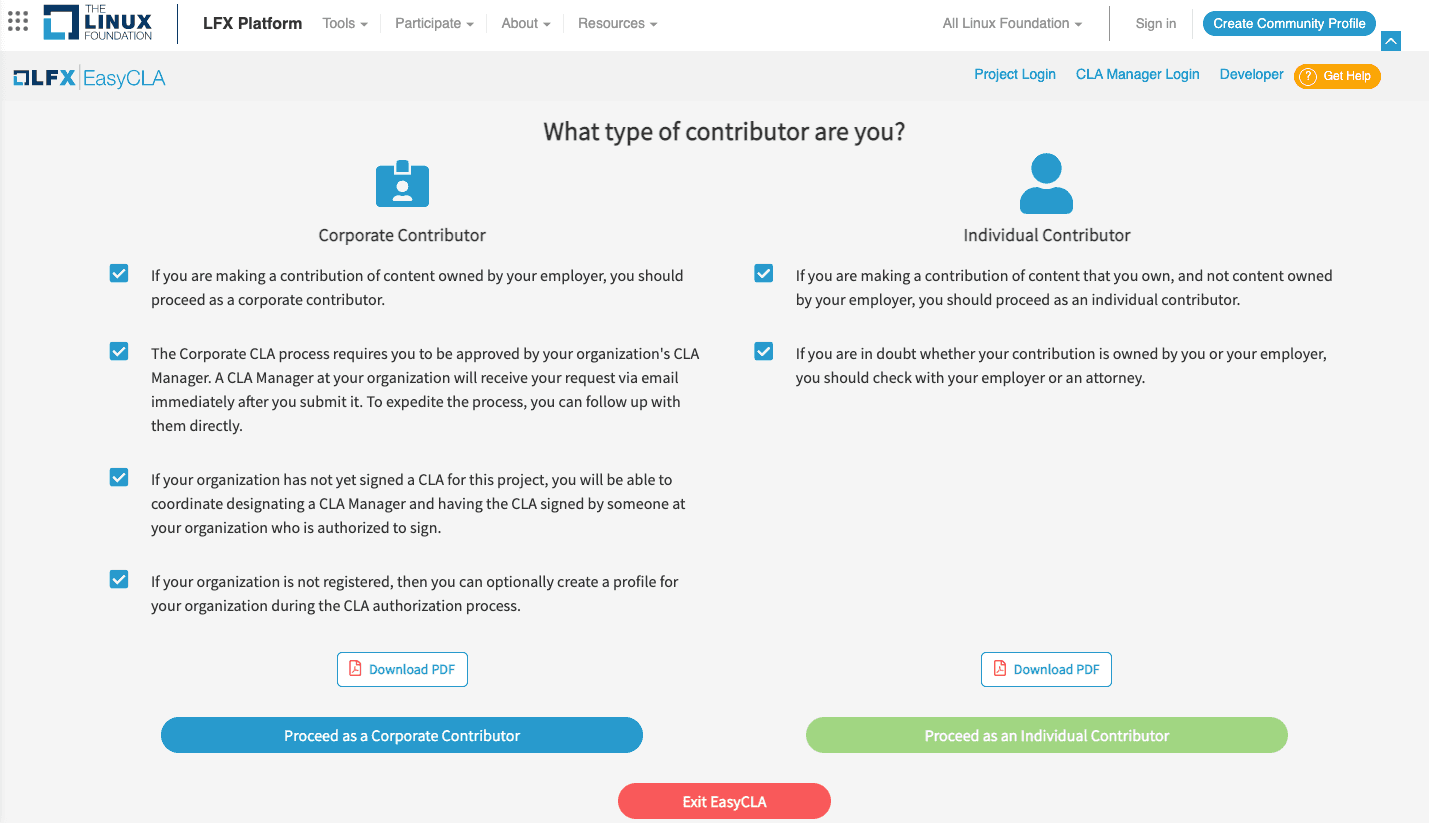 THE
LINUX
FOUNDATION
LFX Platform Tools Participate About Resources All Linux Foundation Sign in Create Community Profile
LFX EasyCLA Project Login CLA Manager Login Developer ? Get Help
What type of contributor are you?
Corporate Contributor
If you are making a contribution of content owned by your employer, you should
proceed as a corporate contributor.
The Corporate CLA process requires you to be approved by your organization's CLA
Manager. A CLA Manager at your organization will receive your request via email
immediately after you submit it. To expedite the process, you can follow up with
them directly.
If your organization has not yet signed a CLA for this project, you will be able to
coordinate designating a CLA Manager and having the CLA signed by someone at
your organization who is authorized to sign.
If your organization is not registered, then you can optionally create a profile for
your organization during the CLA authorization process.
Download PDF
Proceed as a Corporate Contributor
Individual Contributor
If you are making a contribution of content that you own, and not content owned
by your employer, you should proceed as an individual contributor.
If you are in doubt whether your contribution is owned by you or your employer,
you should check with your employer or an attorney.
Download PDF
Proceed as an Individual Contributor
Exit EasyCLA